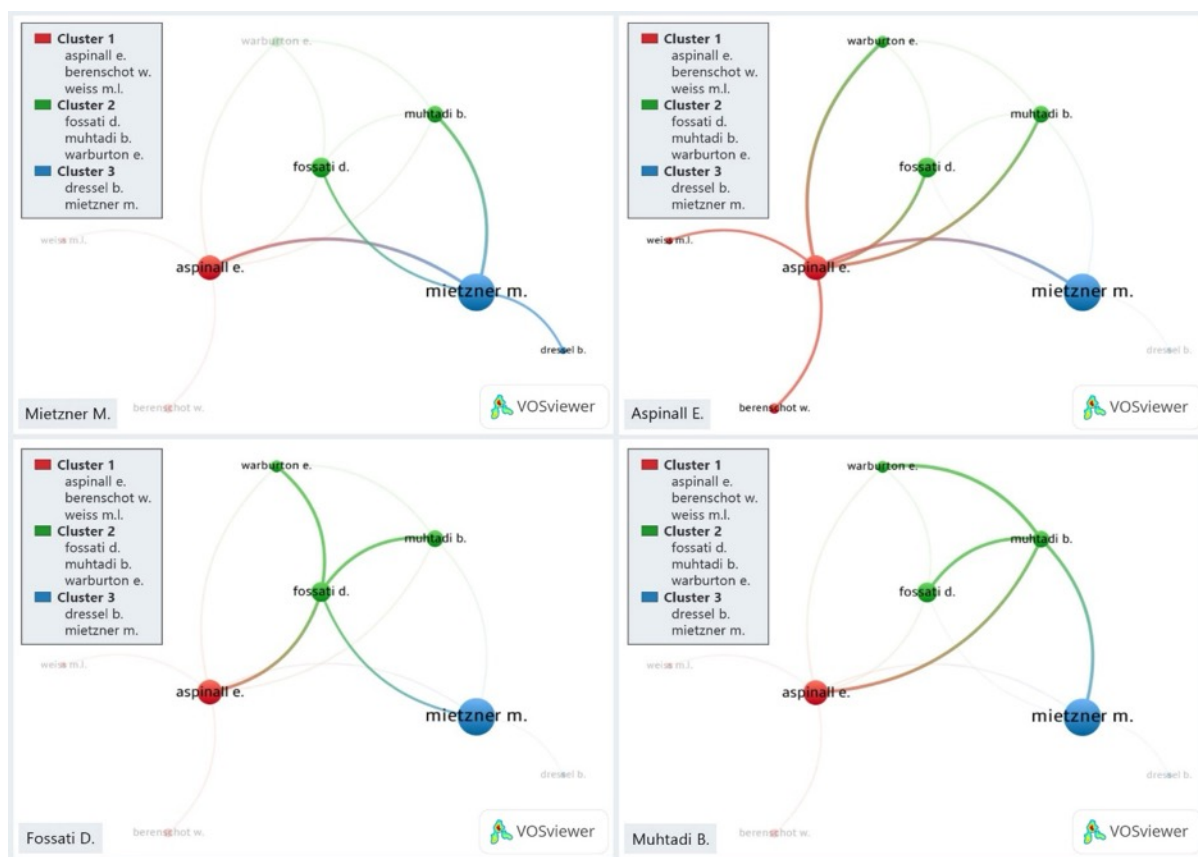 Cluster 1
aspinall e.
berenschot w.
weiss m.l.
Cluster 2
fossati d.
muhtadi b.
warburton e.
Cluster 3
dressel b.
mietzner m.
warburton e.
muhtadi b.
fossati d.
weiss m.l.
aspinall e.
mietzner m.
dressel b.
berenschot w.
Mietzner M.
VOSviewer
Cluster 1
aspinall e.
berenschot w.
weiss m.l.
Cluster 2
fossati d.
muhtadi b.
warburton e.
Cluster 3
dressel b.
mietzner m.
warburton e.
muhtadi b.
fossati d.
weiss m.l.
aspinall e.
mietzner m.
dressel b.
berenschot w.
Aspinall E.
VOSviewer
Cluster 1
aspinall e.
berenschot w.
weiss m.l.
Cluster 2
fossati d.
muhtadi b.
warburton e.
Cluster 3
dressel b.
mietzner m.
warburton e.
muhtadi b.
fossati d.
weiss m.l.
aspinall e.
mietzner m.
dressel b.
berenschot w.
Fossati D.
VOSviewer
Cluster 1
aspinall e.
berenschot w.
weiss m.l.
Cluster 2
fossati d.
muhtadi b.
warburton e.
Cluster 3
dressel b.
mietzner m.
warburton e.
muhtadi b.
fossati d.
weiss m.l.
aspinall e.
mietzner m.
dressel b.
berenschot w.
Muhtadi B.
VOSviewer